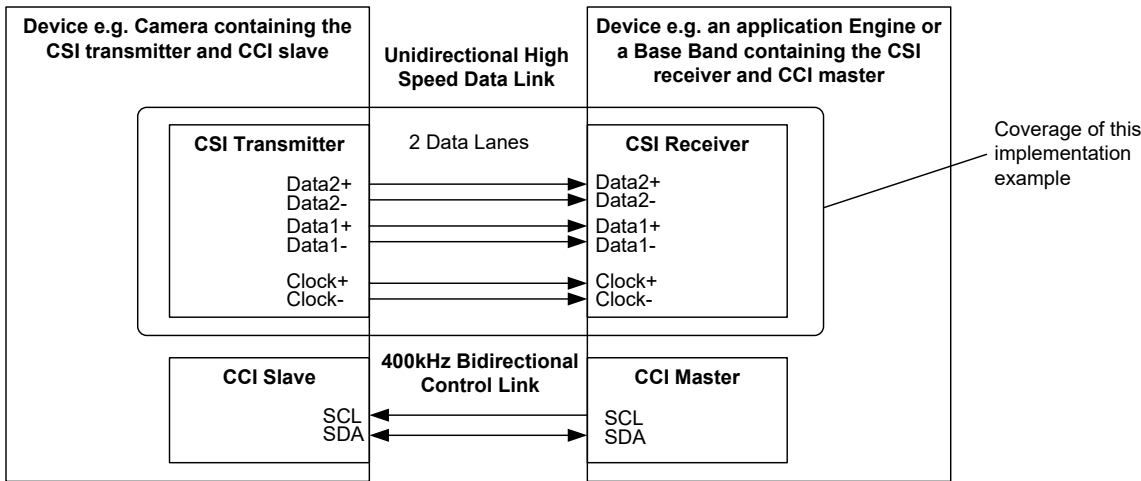 Device e.g. Camera containing the
CSI transmitter and CCI slave
Unidirectional High
Speed Data Link
Device e.g. an application Engine or
a Base Band containing the CSI
receiver and CCI master
CSI Transmitter
2 Data Lanes
CSI Receiver
Data2+
Data2-
Data1+
Data1-
Clock+
Clock-
Data2+
Data2-
Data1+
Data1-
Clock+
Clock-
Coverage of this
implementation
example
400kHz Bidirectional
Control Link
CCI Slave
SCL
SDA
CCI Master
SCL
SDA